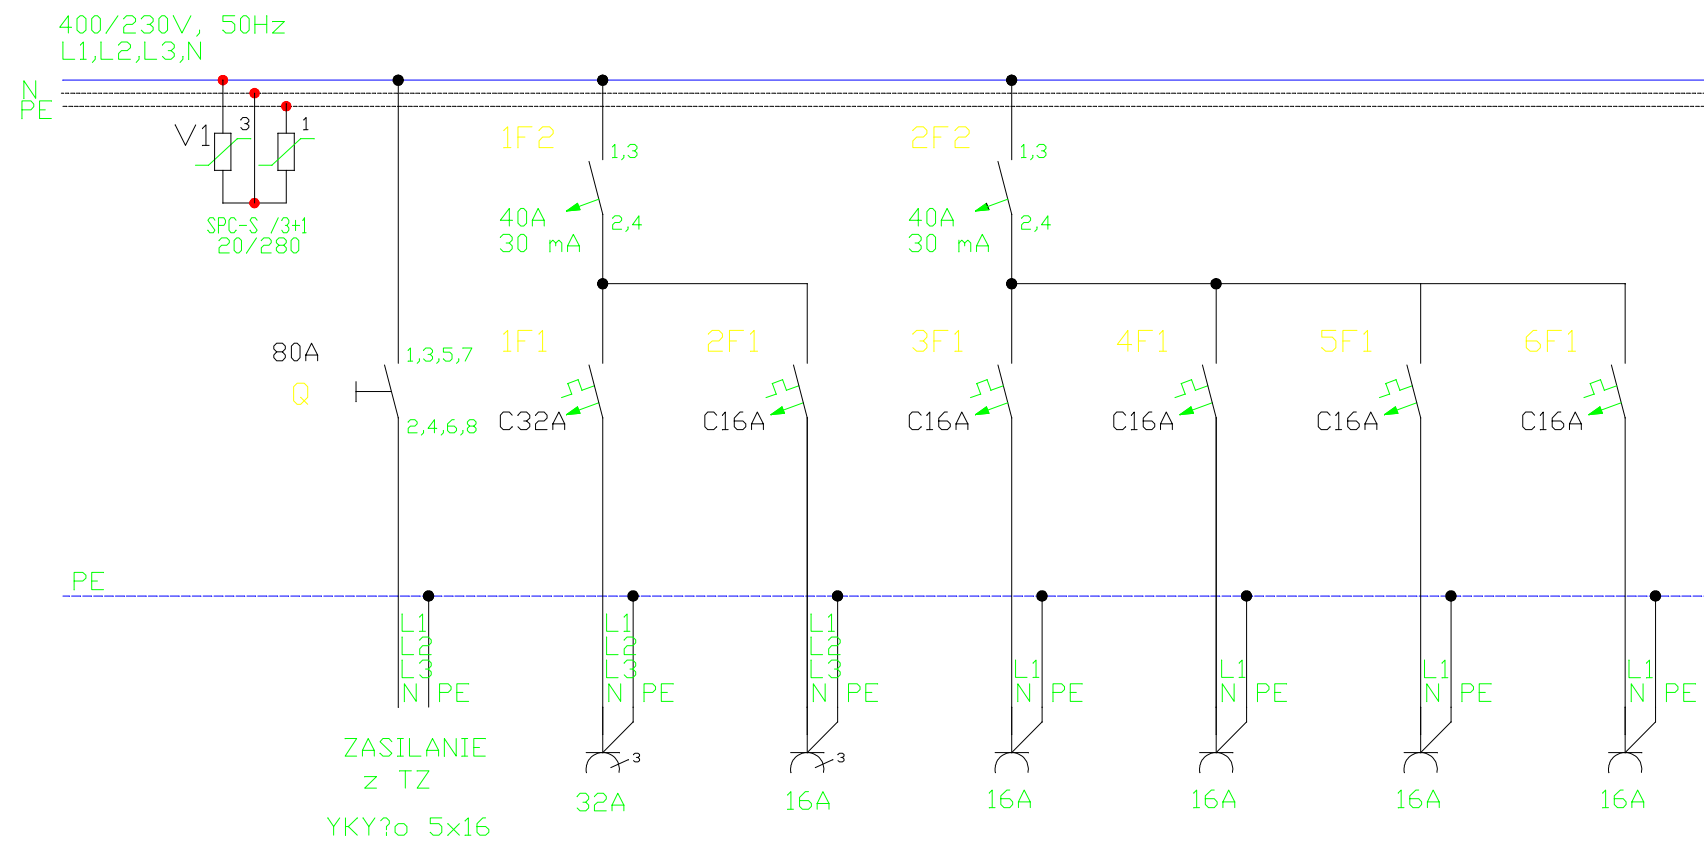 400/230V, 50Hz
L1,L2,L3,N
N
PE
V1
3
1
SPC-S /3+1
20/280
1F2
1,3
40A
2,4
30 mA
2F2
1,3
40A
2,4
30 mA
80A
1,3,5,7
Q
2,4,6,8
1F1
C32A
2F1
C16A
3F1
C16A
4F1
C16A
5F1
C16A
6F1
C16A
PE
L1
L2
L3
N PE
L1
L2
L3
N PE
L1
L2
L3
N PE
L1
N PE
L1
N PE
L1
N PE
L1
N PE
ZASILANIE
z TZ
YKY?o 5x16
3
32A
3
16A
16A
16A
16A
16A